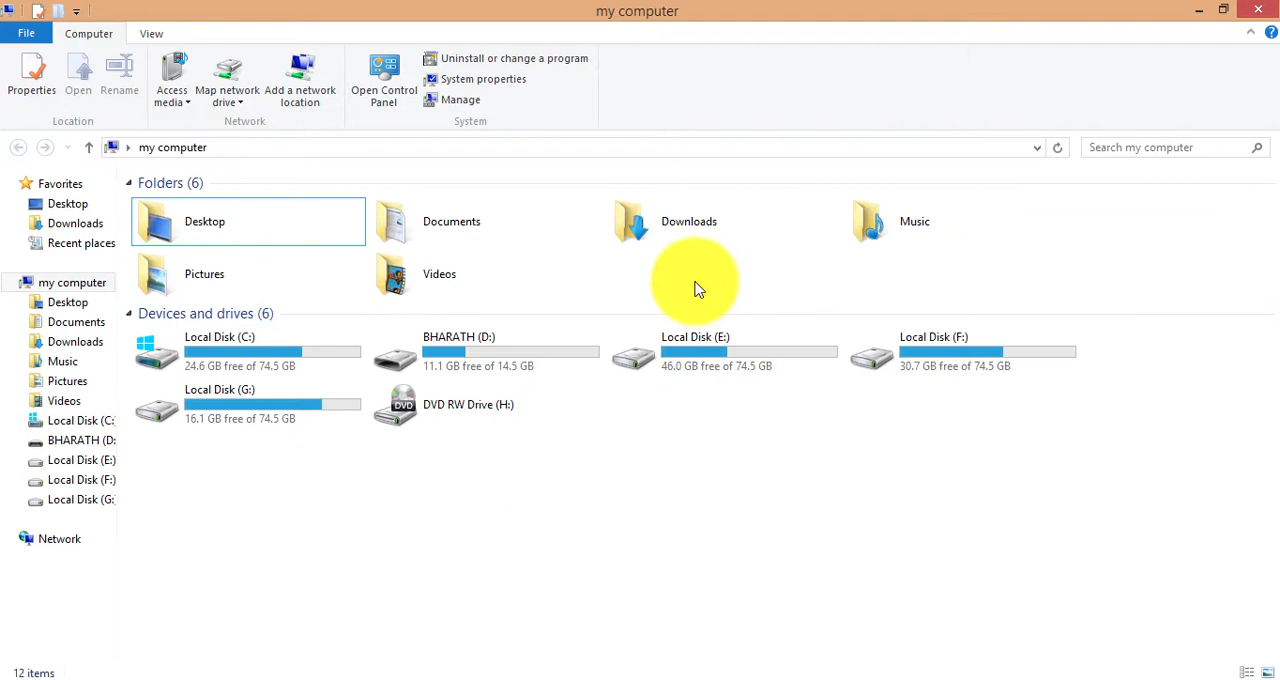 my computer
File
Computer
View
Properties
Open
Rename
Access media
Map network drive
Add a network location
Open Control Panel
Uninstall or change a program
System properties
Manage
Location
Network
System
my computer
Search my computer
Favorites
Desktop
Downloads
Recent places
my computer
Desktop
Documents
Downloads
Music
Pictures
Videos
Local Disk (C:
BHARATH (D:
Local Disk (E:)
Local Disk (F:)
Local Disk (G:
Network
Folders (6)
Desktop
Documents
Downloads
Music
Pictures
Videos
Devices and drives (6)
Local Disk (C:)
24.6 GB free of 74.5 GB
BHARATH (D:)
11.1 GB free of 14.5 GB
Local Disk (E:)
46.0 GB free of 74.5 GB
Local Disk (F:)
30.7 GB free of 74.5 GB
Local Disk (G:)
16.1 GB free of 74.5 GB
DVD
DVD RW Drive (H:)
12 items